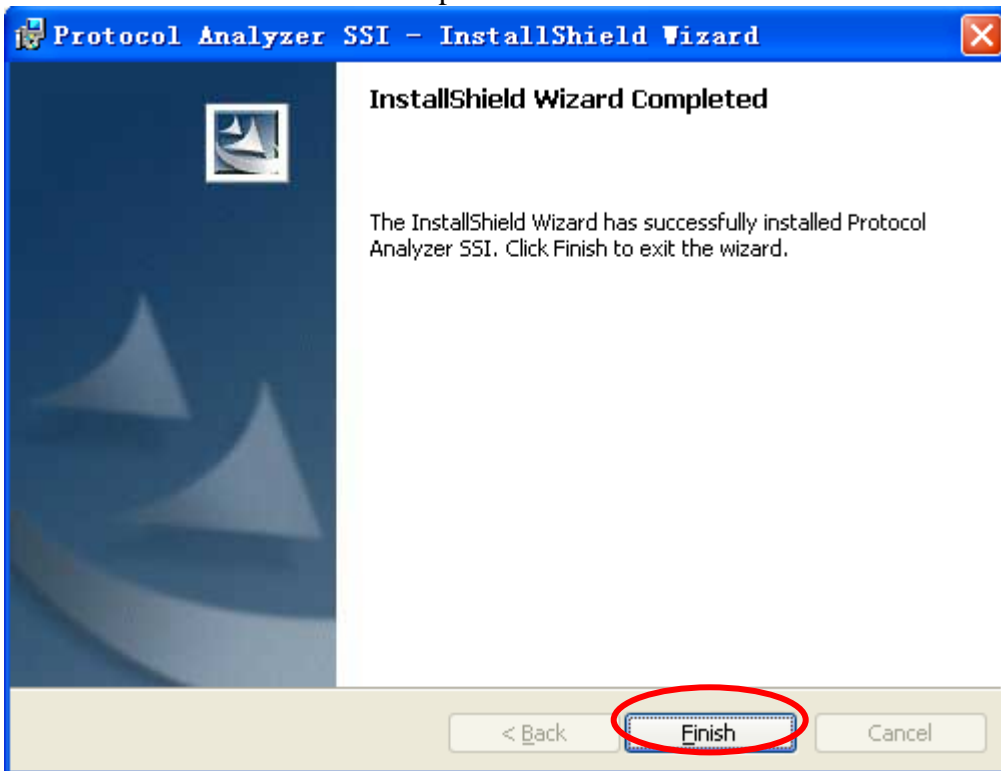 Protocol Analyzer SSI - InstallShield Wizard
InstallShield Wizard Completed
The InstallShield Wizard has successfully installed Protocol
Analyzer SSI. Click Finish to exit the wizard.
< Back
Finish
Cancel